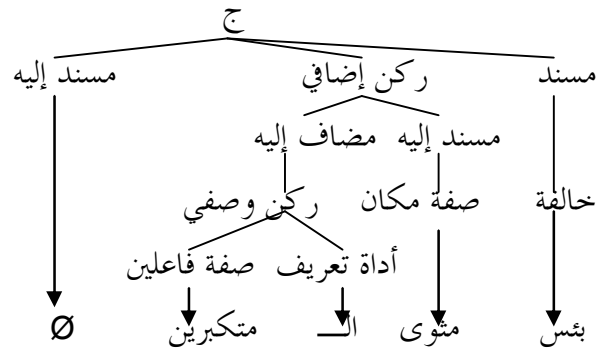 ج
مسند ركن إضافي مسند إليه
مسند إليه مضاف إليه
خالفة صفة مكان ركن وصفي
أداة تعريف صفة فاعلين
بئس مثوى الـــ متكبرين Ø